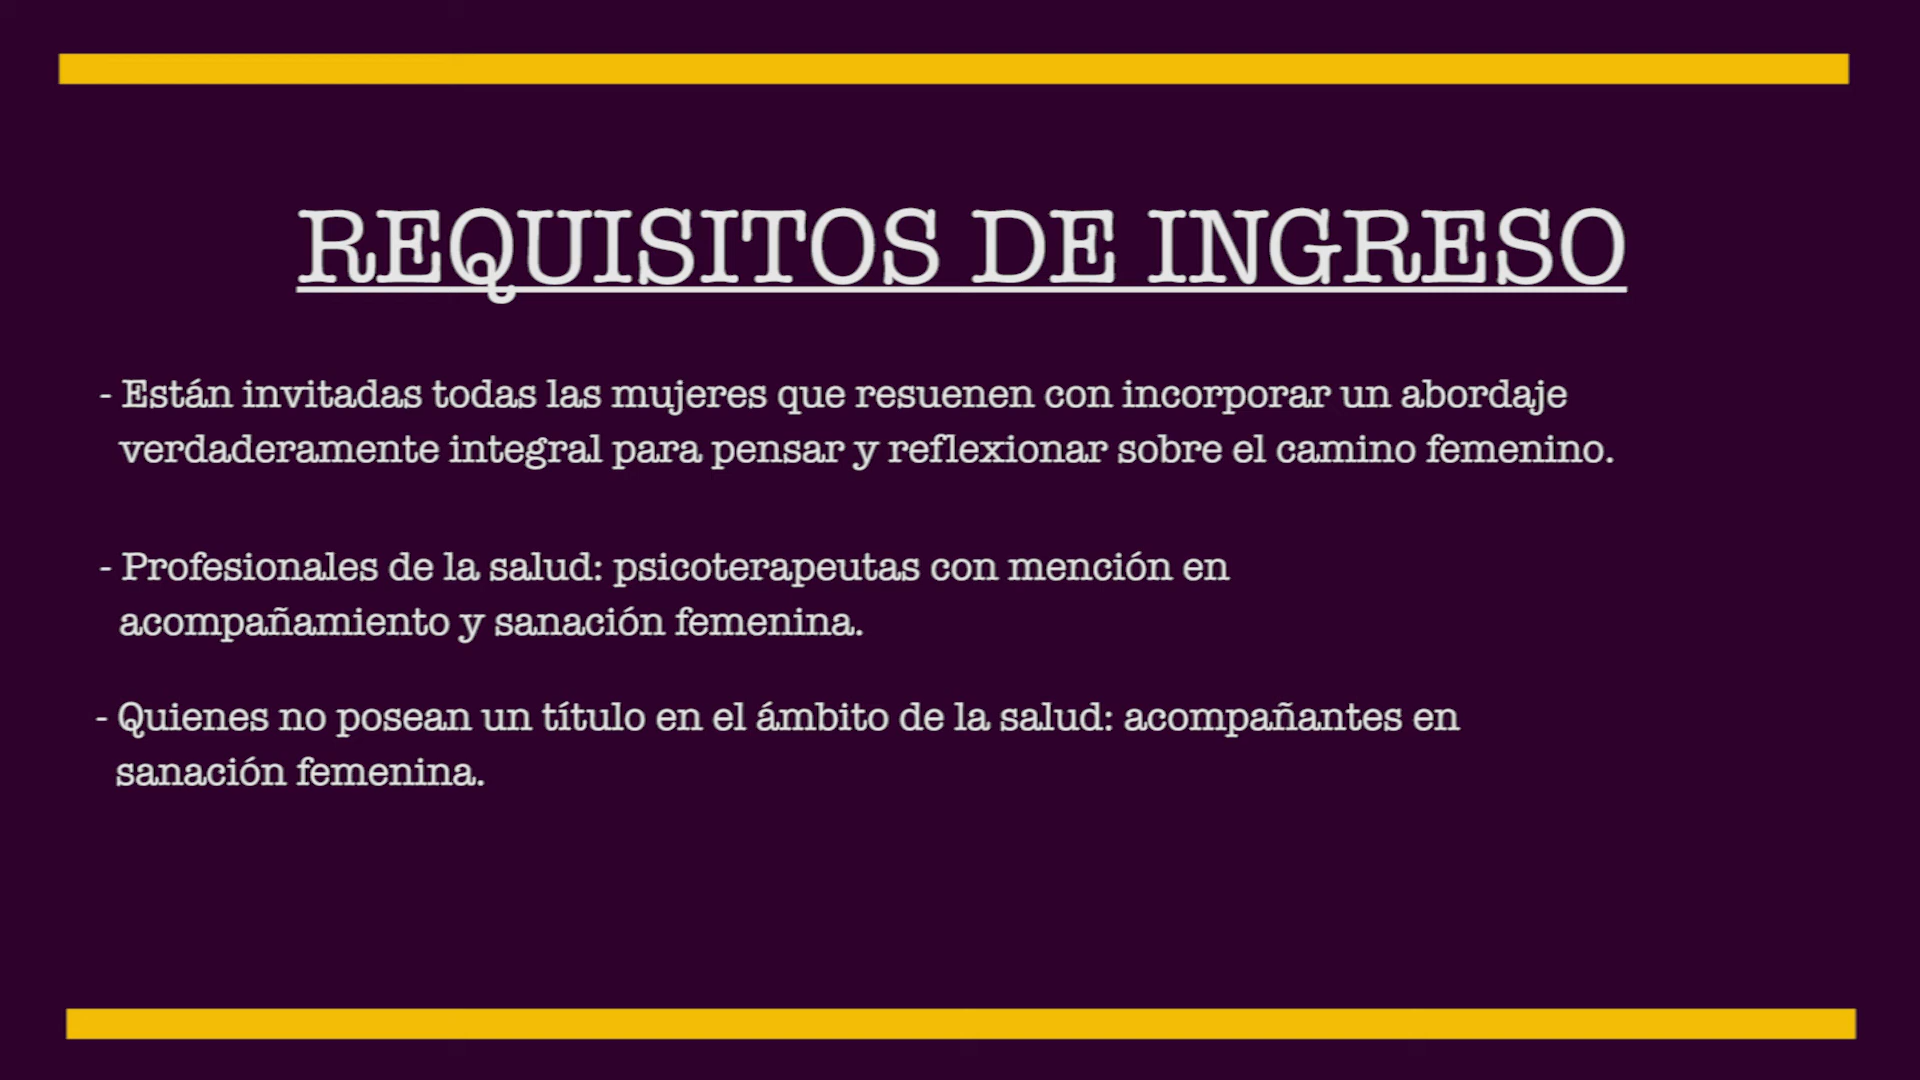 REQUISITOS DE INGRESO
- Están invitadas todas las mujeres que resuenen con incorporar un abordaje
verdaderamente integral para pensar y reflexionar sobre el camino femenino.
- Profesionales de la salud: psicoterapeutas con mención en
acompañamiento y sanación femenina.
- Quienes no posean un título en el ámbito de la salud: acompañantes en
sanación femenina.